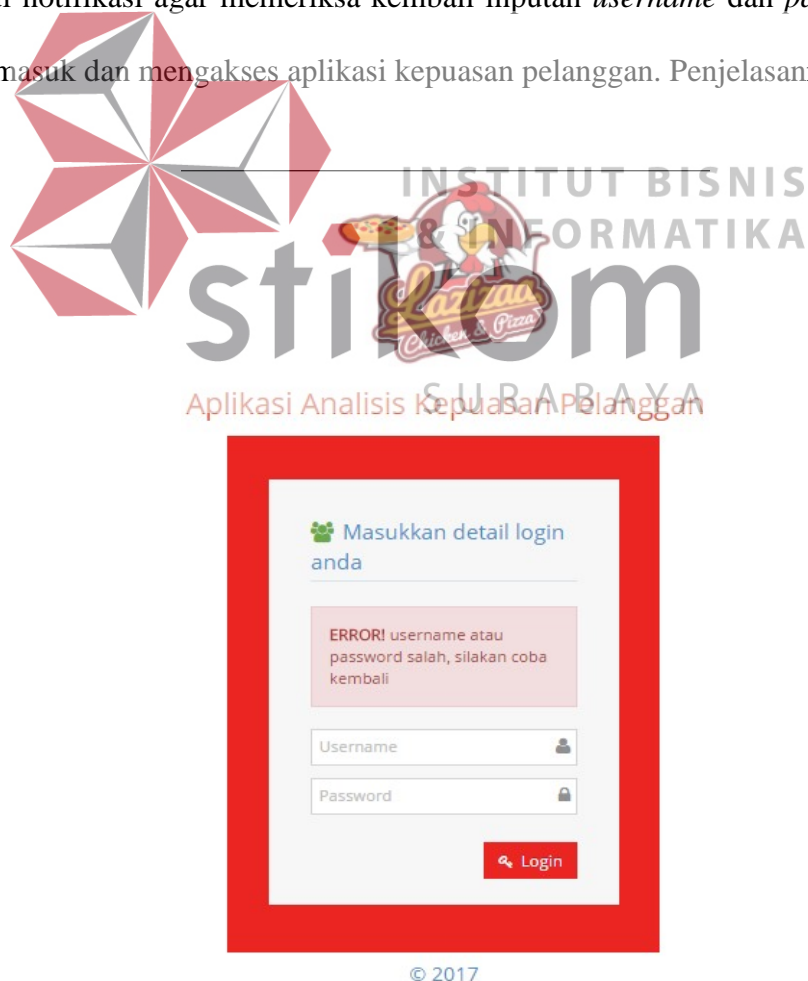 notifikasi agar memeriksa kembali inputan username dan
masuk dan mengakses aplikasi kepuasan pelanggan.
INSTITUT BISNIS
& INFORMATIKA
stikom
SURABAYA
Lazizaa
Chicken & Pizza
Aplikasi Analisis Kepuasan Pelanggan
Masukkan detail login
anda
ERROR! username atau
password salah, silakan coba
kembali
Username
Password
Login
© 2017